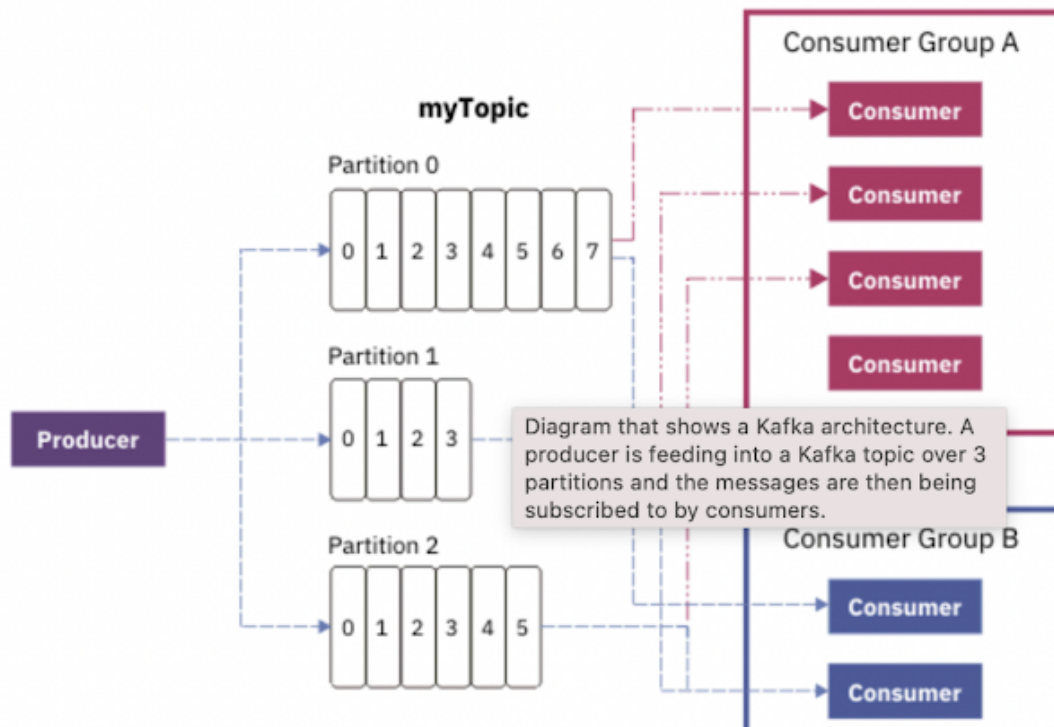 Consumer Group A
Consumer
myTopic
Partition 0
Consumer
0 1 2 3 4 5 6 7
Consumer
Partition 1
Consumer
Producer
0 1 2 3
Diagram that shows a Kafka architecture. A
producer is feeding into a Kafka topic over 3
partitions and the messages are then being
subscribed to by consumers.
Partition 2
Consumer Group B
Consumer
0 1 2 3 4 5
Consumer